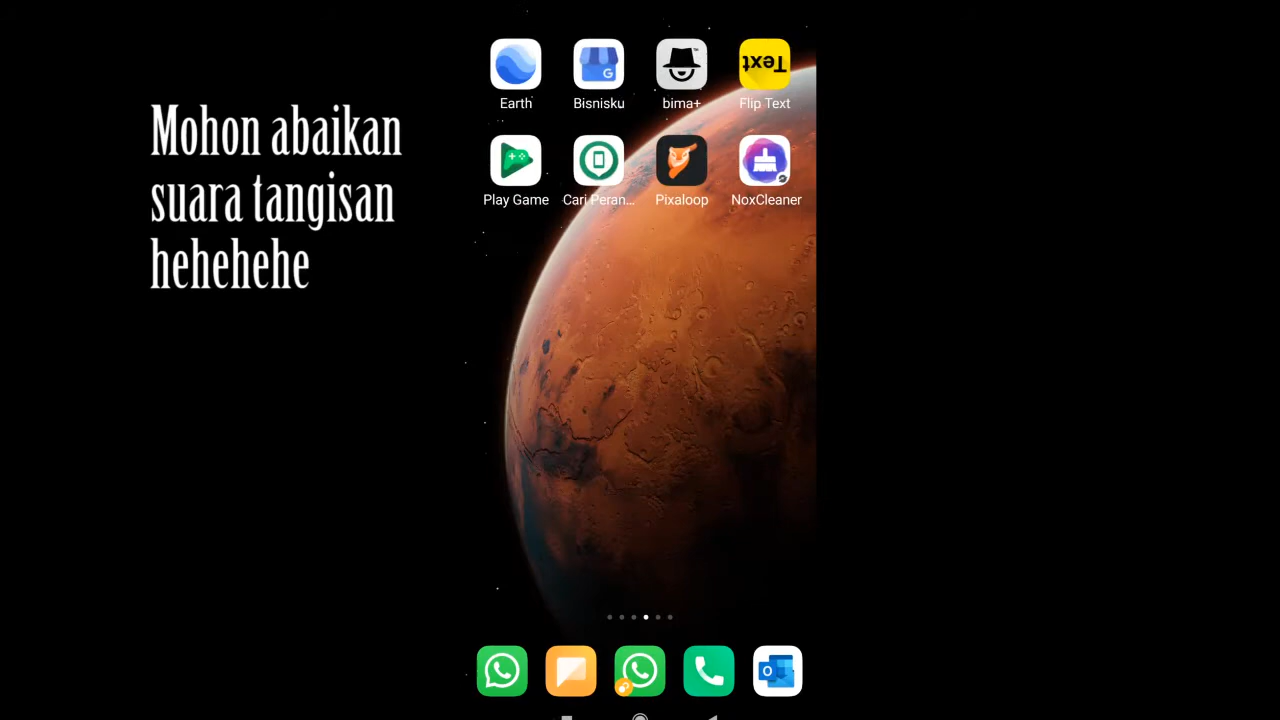 Mohon abaikan
suara tangisan
hehehehe
Text
Earth
Bisnisku
bima+
Flip Text
G
Play Game
Cari Peran...
Pixaloop
NoxCleaner
O